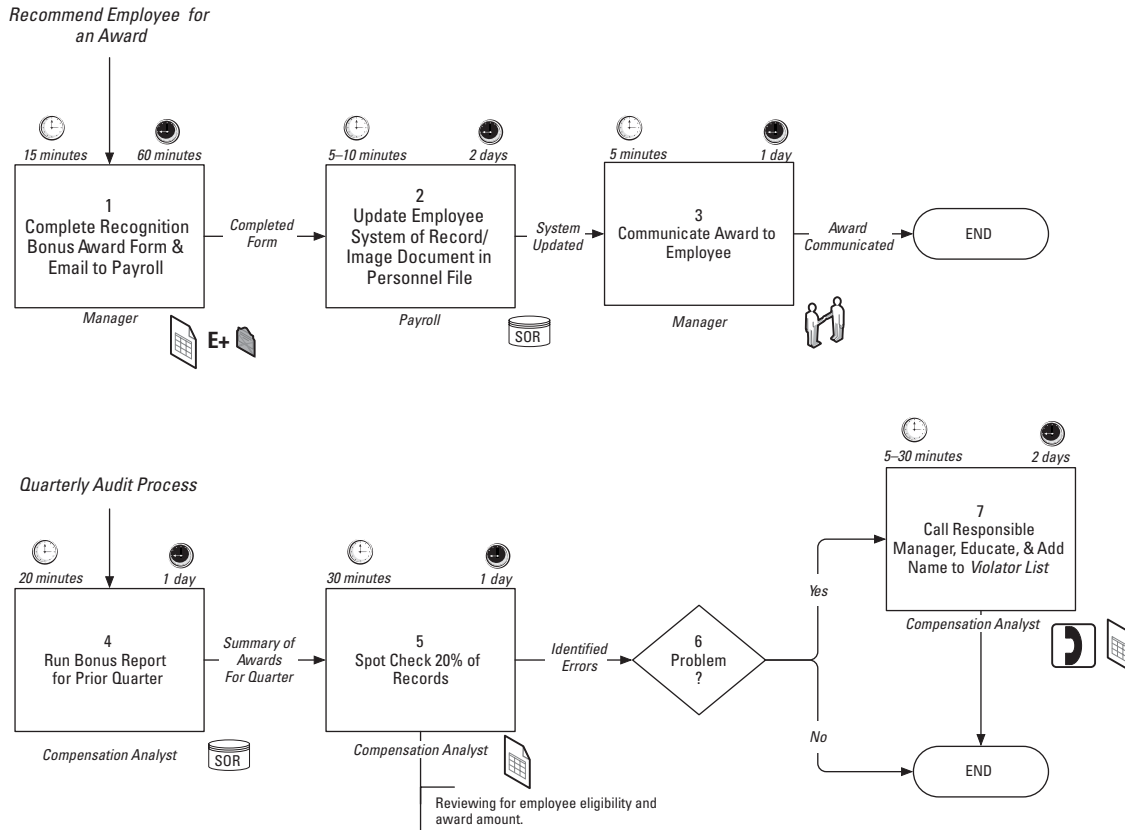 Recommend Employee for
an Award
15 minutes
60 minutes
1
Complete Recognition
Bonus Award Form &
Email to Payroll
Manager
E+
Completed
Form
5–10 minutes
2 days
2
Update Employee
System of Record/
Image Document in
Personnel File
Payroll
SOR
System
Updated
5 minutes
1 day
3
Communicate Award to
Employee
Manager
Award
Communicated
END
Quarterly Audit Process
20 minutes
1 day
4
Run Bonus Report
for Prior Quarter
Compensation Analyst
SOR
Summary of
Awards
For Quarter
30 minutes
1 day
5
Spot Check 20% of
Records
Compensation Analyst
Reviewing for employee eligibility and
award amount.
Identified
Errors
6
Problem
?
Yes
No
5–30 minutes
2 days
7
Call Responsible
Manager, Educate, & Add
Name to Violator List
Compensation Analyst
END